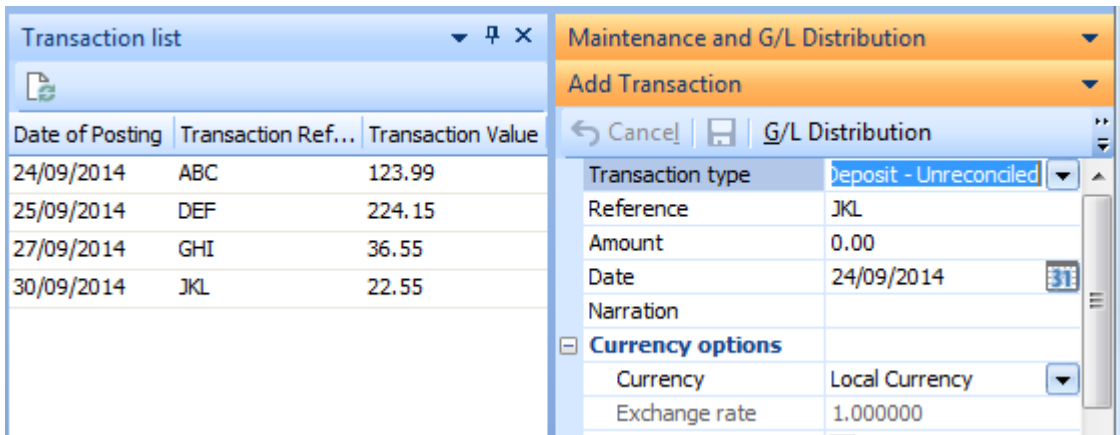 Transaction list
Date of Posting Transaction Ref... Transaction Value
24/09/2014 ABC 123.99
25/09/2014 DEF 224.15
27/09/2014 GHI 36.55
30/09/2014 JKL 22.55
Maintenance and G/L Distribution
Add Transaction
Cancel G/L Distribution
Transaction type Deposit - Unreconciled
Reference JKL
Amount 0.00
Date 24/09/2014 31
Narration
Currency options
Currency Local Currency
Exchange rate 1.000000